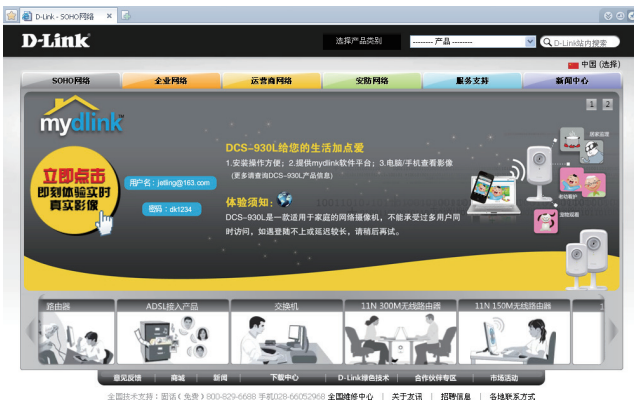 D-Link - SOHO网络
D-Link
选择产品类别
-------- 产品 --------
D-Link站内搜索
中国 (选择)
SOHO网络
企业网络
运营商网络
安防网络
服务支持
新闻中心
1 2
mydlink
立即点击
即刻体验实时
真实影像
用户名：jetling@163.com
密码：dk1234
DCS-930L给您的生活加点爱
1.安装操作方便；2.提供mydlink软件平台；3.电脑/手机查看影像
(更多请查询DCS-930L产品信息)
体验须知：
DCS-930L是一款适用于家庭的网络摄像机，不能承受过多用户同
时访问，如遇登陆不上或延迟较长，请稍后再试。
路由器
ADSL接入产品
交换机
11N 300M无线路由器
11N 150M无线路由器
意见反馈
商城
新闻
下载中心
D-Link绿色技术
合作伙伴专区
市场活动
全国技术支持：固话(免费)800-829-6688 手机028-66052968 全国维修中心 | 关于友讯 | 招聘信息 | 各地联系方式